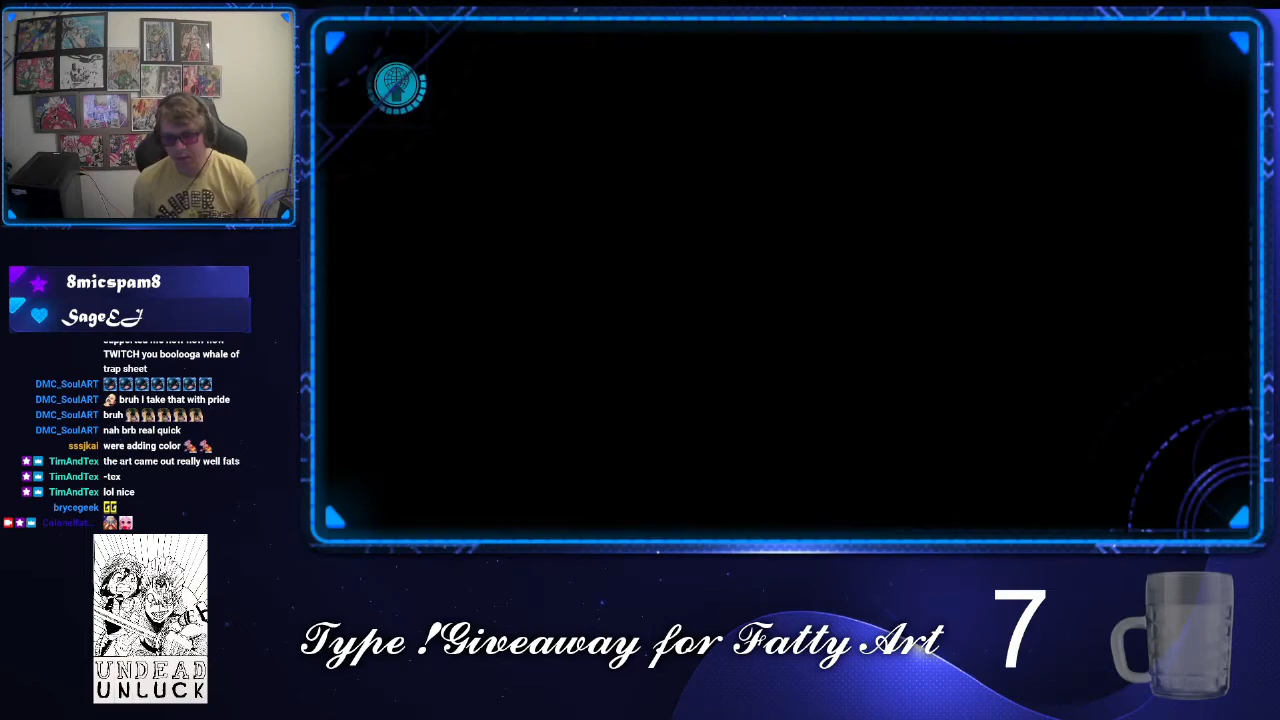 8micspam8
SageEJ
TWITCH you boolooga whale of
trap sheet
DMC_SoulART
DMC_SoulART bruh I take that with pride
DMC_SoulART bruh
DMC_SoulART nah brb real quick
sssjkai were adding color
TimAndTex the art came out really well fats
TimAndTex -tex
TimAndTex lol nice
brycegeek GG
UNDEAD
UNLUCK
Type !Giveaway for Fatty Art
7